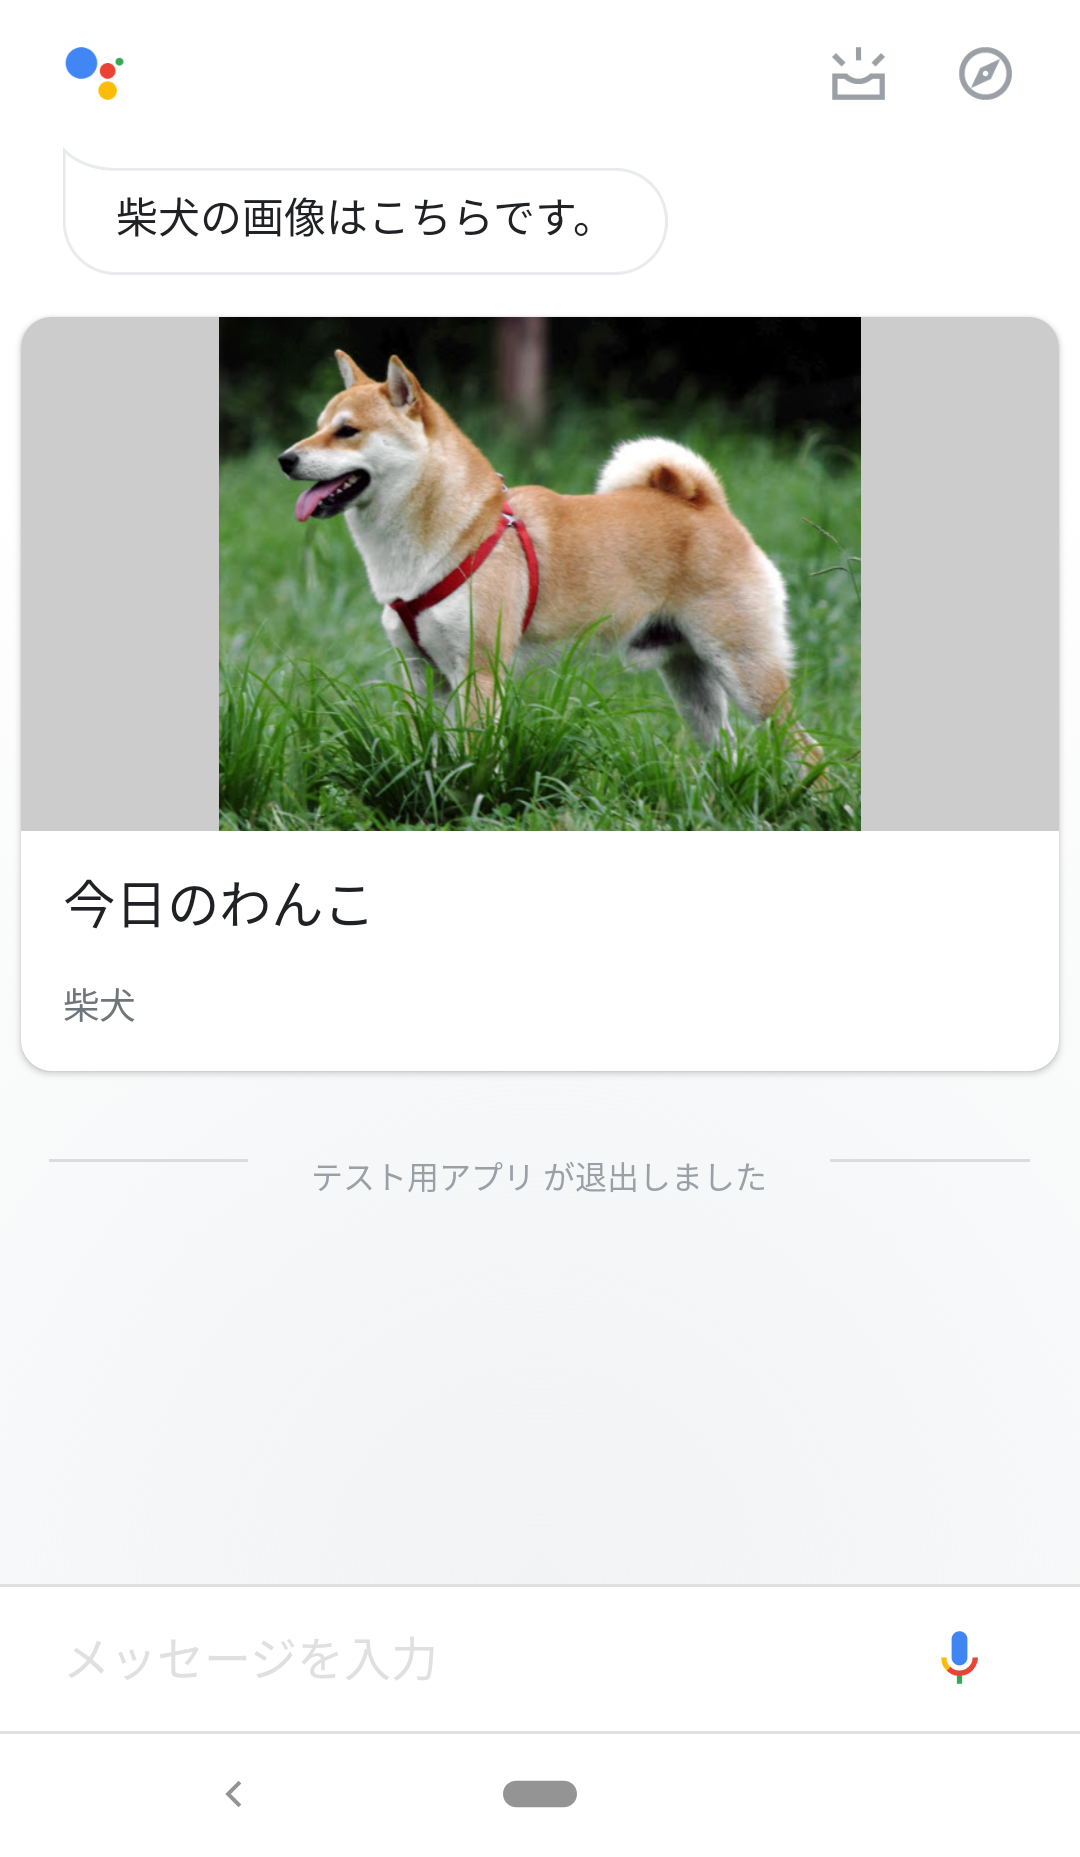 柴犬の画像はこちらです。
今日のわんこ
柴犬
テスト用アプリ が退出しました
メッセージを入力